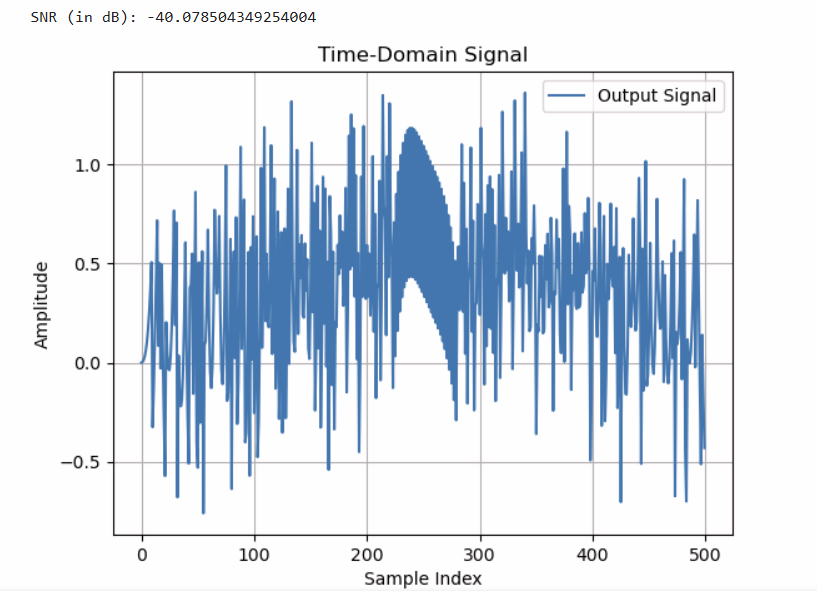 SNR (in dB): -40.078504349254004
Time-Domain Signal
Output Signal
1.0
0.5
0.0
−0.5
Amplitude
0 100 200 300 400 500
Sample Index